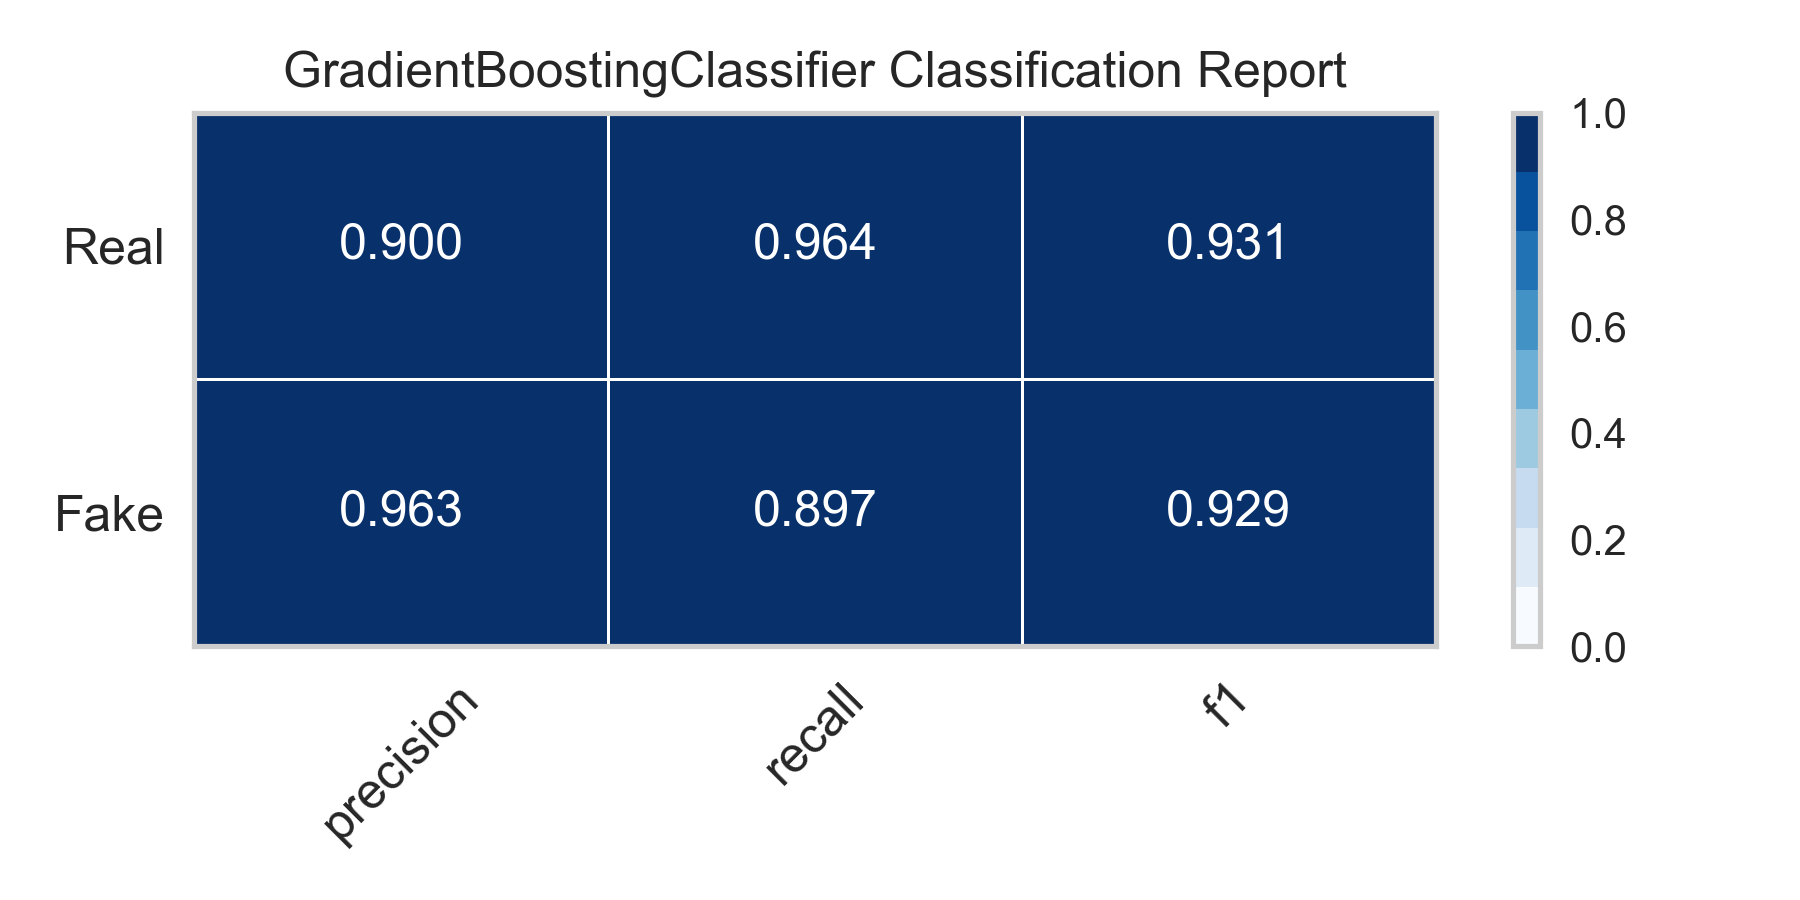 GradientBoostingClassifier Classification Report
Real 0.900 0.964 0.931
Fake 0.963 0.897 0.929
precision recall f1
1.0
0.8
0.6
0.4
0.2
0.0